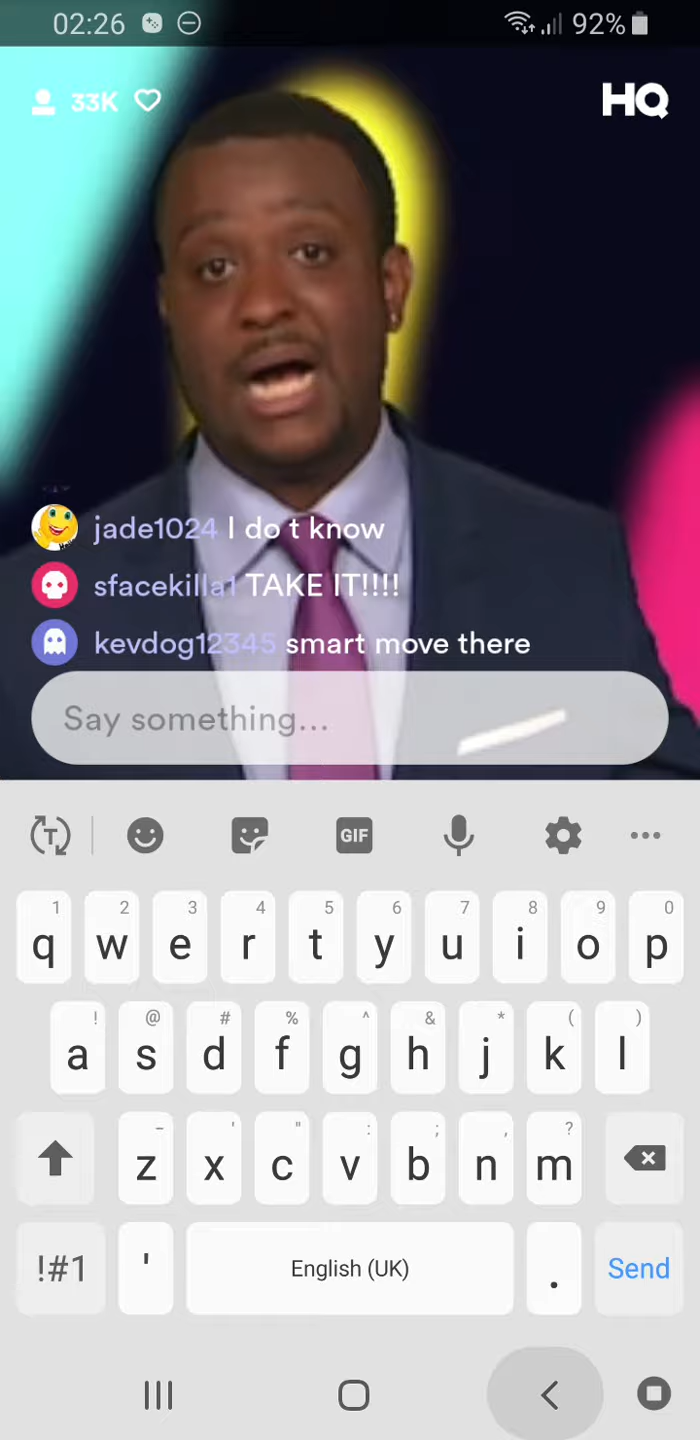 02:26 92%
33K HQ
jade1024 I do t know
sfacekilla1 TAKE IT!!!!
kevdog12345 smart move there
Say something...
T GIF
1 2 3 4 5 6 7 8 9 0
q w e r t y u i o p
! @ # % ^ & * ( )
a s d f g h j k l
- ' " : ; , ?
z x c v b n m
!#1 ' English (UK) . Send